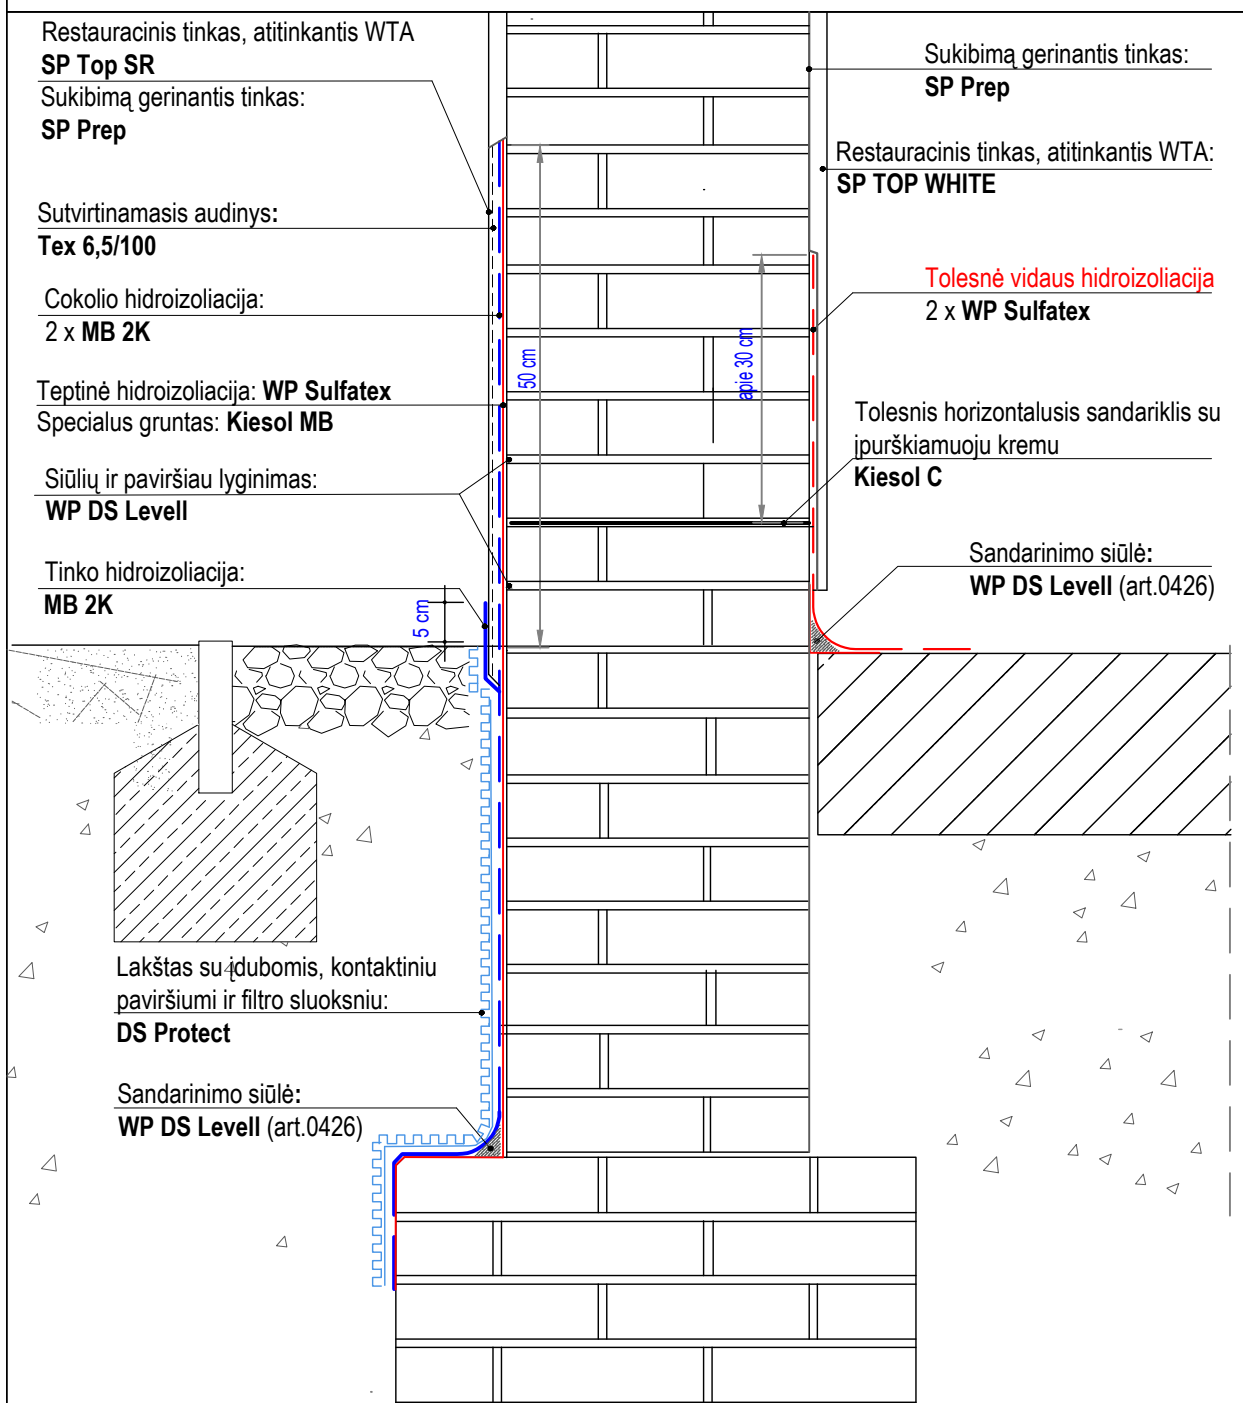 Restauracinis tinkas, atitinkantis WTA
SP Top SR
Sukibimą gerinantis tinkas:
SP Prep
Sutvirtinamasis audinys:
Tex 6,5/100
Cokolio hidroizoliacija:
2 x MB 2K
Teptinė hidroizoliacija: WP Sulfatex
Specialus gruntas: Kiesol MB
Siūlių ir paviršiau lyginimas:
WP DS Levell
Tinko hidroizoliacija:
MB 2K
5 cm
50 cm
apie 30 cm
Lakštas su įdubomis, kontaktiniu
paviršiumi ir filtro sluoksniu:
DS Protect
Sandarinimo siūlė:
WP DS Levell (art.0426)
Sukibimą gerinantis tinkas:
SP Prep
Restauracinis tinkas, atitinkantis WTA:
SP TOP WHITE
Tolesnė vidaus hidroizoliacija
2 x WP Sulfatex
Tolesnis horizontalusis sandariklis su
įpurškiamuoju kremu
Kiesol C
Sandarinimo siūlė:
WP DS Levell (art.0426)